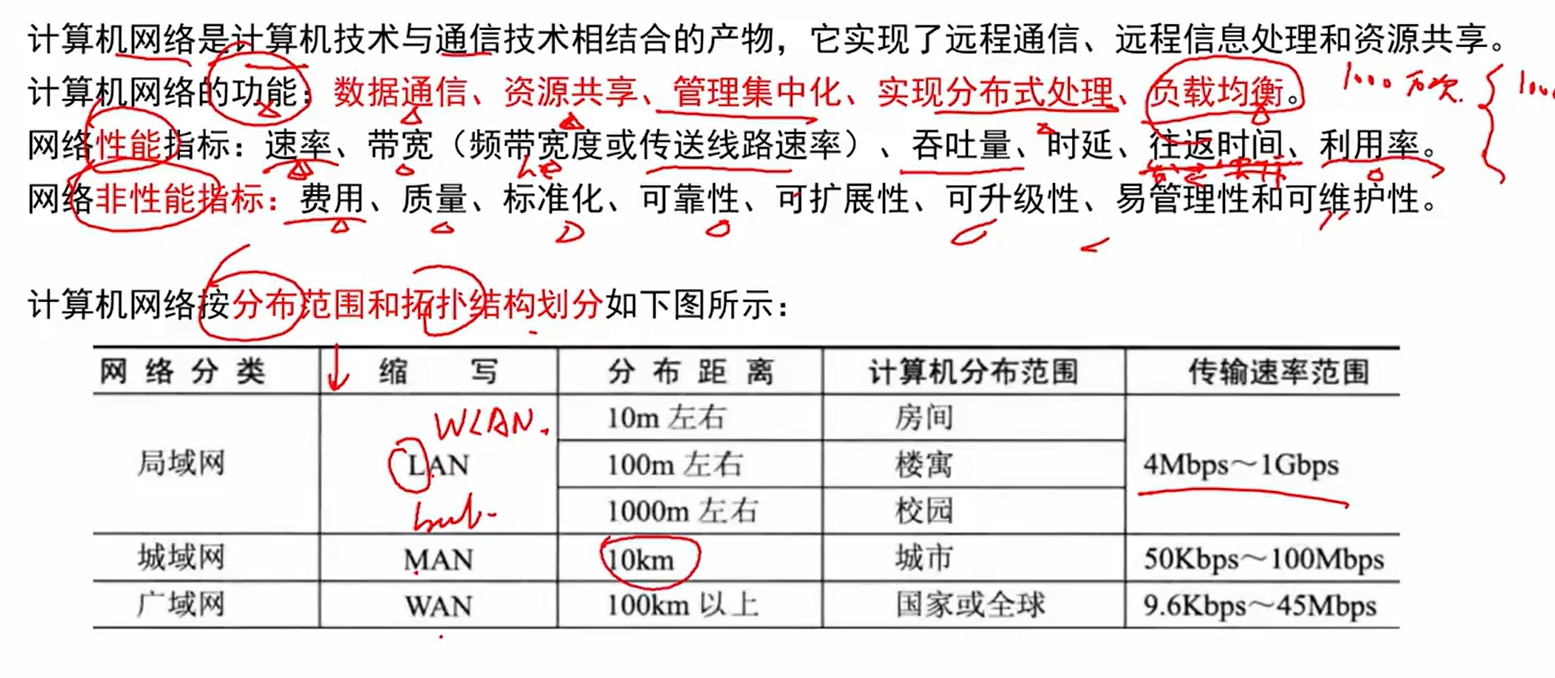 计算机网络是计算机技术与通信技术相结合的产物，它实现了远程通信、远程信息处理和资源共享。
计算机网络的功能：数据通信、资源共享、管理集中化、实现分布式处理、负载均衡。
网络性能指标：速率、带宽（频带宽度或传送线路速率）、吞吐量、时延、往返时间、利用率。
网络非性能指标：费用、质量、标准化、可靠性、可扩展性、可升级性、易管理性和可维护性。
计算机网络按分布范围和拓扑结构划分如下图所示：
网络分类 缩写 分布距离 计算机分布范围 传输速率范围
WLAN.
10m 左右 房间
局域网 LAN 100m 左右 楼寓 4Mbps～1Gbps
1000m 左右 校园
城域网 MAN 10km 城市 50Kbps～100Mbps
广域网 WAN 100km 以上 国家或全球 9.6Kbps～45Mbps